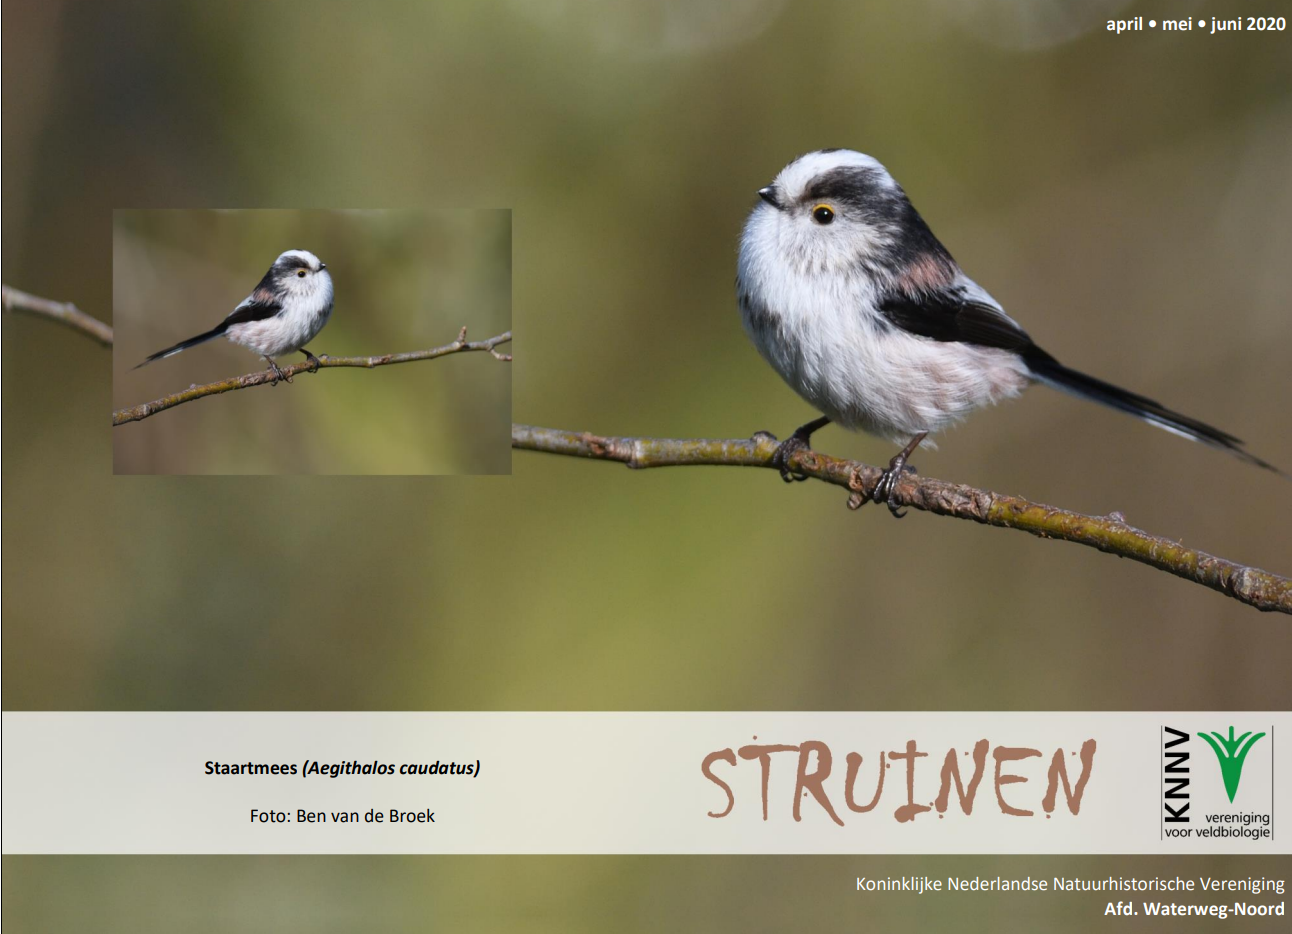 april • mei • juni 2020
Staartmees (Aegithalos caudatus)
Foto: Ben van de Broek
STRUINEN
KNNV
vereniging
voor veldbiologie
Koninklijke Nederlandse Natuurhistorische Vereniging
Afd. Waterweg-Noord